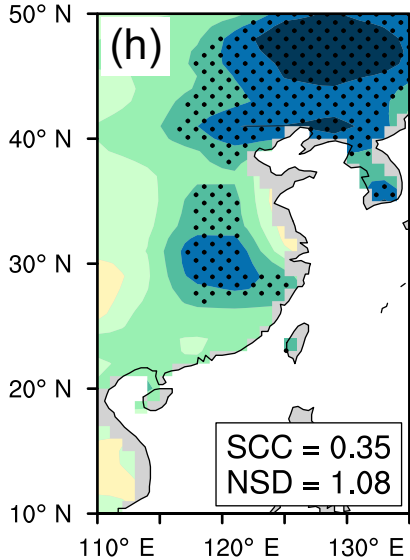 50° N
(h)
40° N
30° N
20° N
SCC = 0.35
NSD = 1.08
10° N
110° E
120° E
130° E